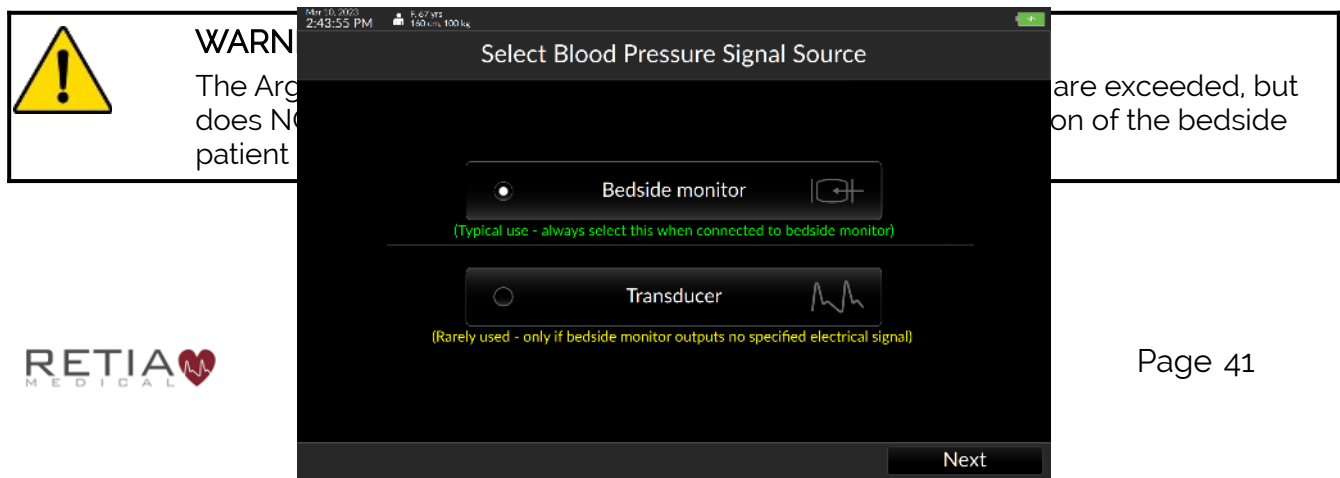 WARN
The Arg
are exceeded, but
does N
on of the bedside
patient
Mar 10, 2023
2:43:55 PM
F, 67 yrs
160 cm, 100 kg
Select Blood Pressure Signal Source
Bedside monitor
(Typical use - always select this when connected to bedside monitor)
Transducer
(Rarely used - only if bedside monitor outputs no specified electrical signal)
Next
RETIA
MEDICAL
Page 41